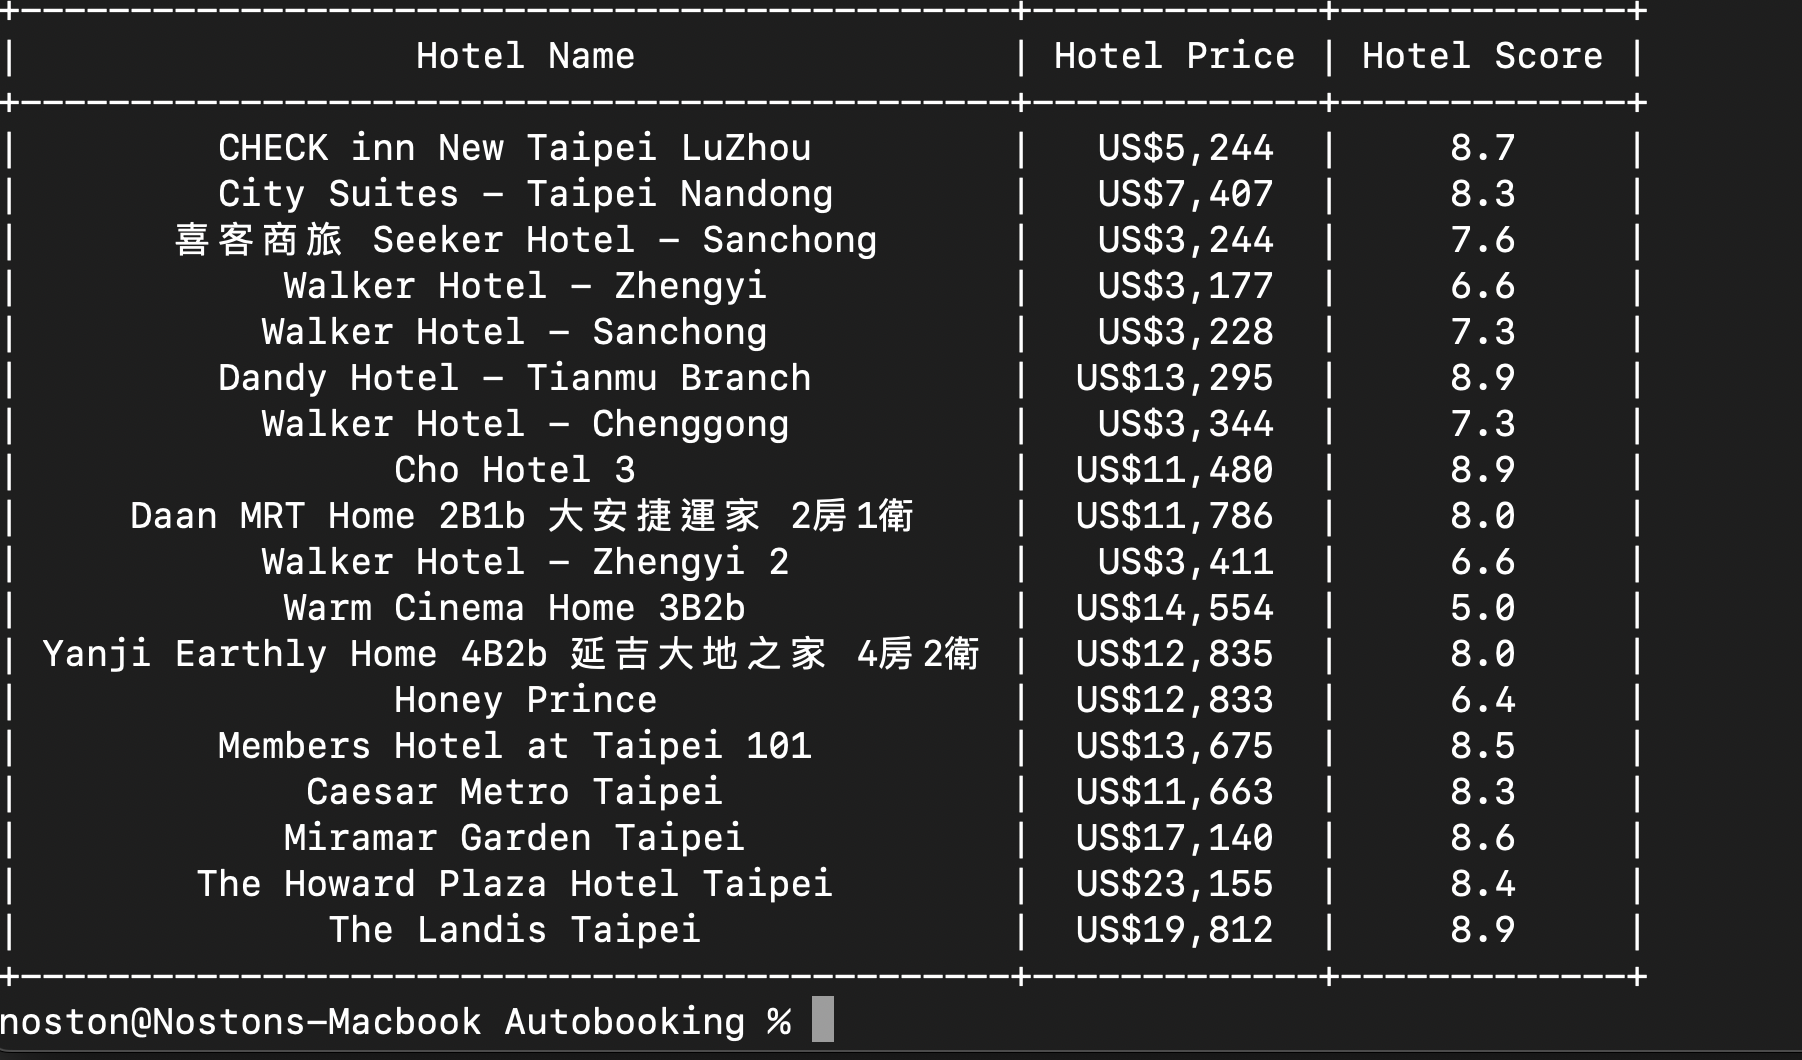 Hotel Name | Hotel Price | Hotel Score
CHECK inn New Taipei LuZhou | US$5,244 | 8.7
City Suites - Taipei Nandong | US$7,407 | 8.3
喜客商旅 Seeker Hotel - Sanchong | US$3,244 | 7.6
Walker Hotel - Zhengyi | US$3,177 | 6.6
Walker Hotel - Sanchong | US$3,228 | 7.3
Dandy Hotel - Tianmu Branch | US$13,295 | 8.9
Walker Hotel - Chenggong | US$3,344 | 7.3
Cho Hotel 3 | US$11,480 | 8.9
Daan MRT Home 2B1b 大安捷運家 2房1衛 | US$11,786 | 8.0
Walker Hotel - Zhengyi 2 | US$3,411 | 6.6
Warm Cinema Home 3B2b | US$14,554 | 5.0
Yanji Earthly Home 4B2b 延吉大地之家 4房2衛 | US$12,835 | 8.0
Honey Prince | US$12,833 | 6.4
Members Hotel at Taipei 101 | US$13,675 | 8.5
Caesar Metro Taipei | US$11,663 | 8.3
Miramar Garden Taipei | US$17,140 | 8.6
The Howard Plaza Hotel Taipei | US$23,155 | 8.4
The Landis Taipei | US$19,812 | 8.9
noston@Nostons-Macbook Autobooking %